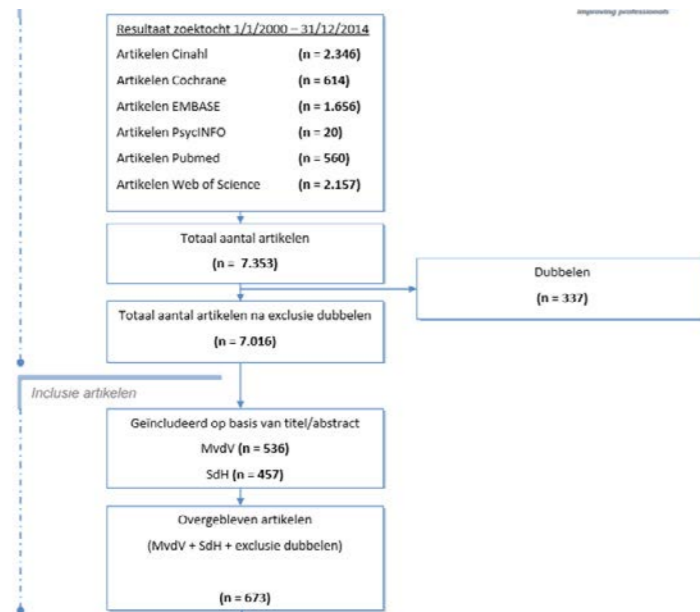 improving professionals
Resultaat zoektocht 1/1/2000 – 31/12/2014
Artikelen Cinahl (n = 2.346)
Artikelen Cochrane (n = 614)
Artikelen EMBASE (n = 1.656)
Artikelen PsycINFO (n = 20)
Artikelen Pubmed (n = 560)
Artikelen Web of Science (n = 2.157)
Totaal aantal artikelen
(n = 7.353)
Dubbelen
(n = 337)
Totaal aantal artikelen na exclusie dubbelen
(n = 7.016)
Inclusie artikelen
Geïncludeerd op basis van titel/abstract
MvdV (n = 536)
SdH (n = 457)
Overgebleven artikelen
(MvdV + SdH + exclusie dubbelen)
(n = 673)